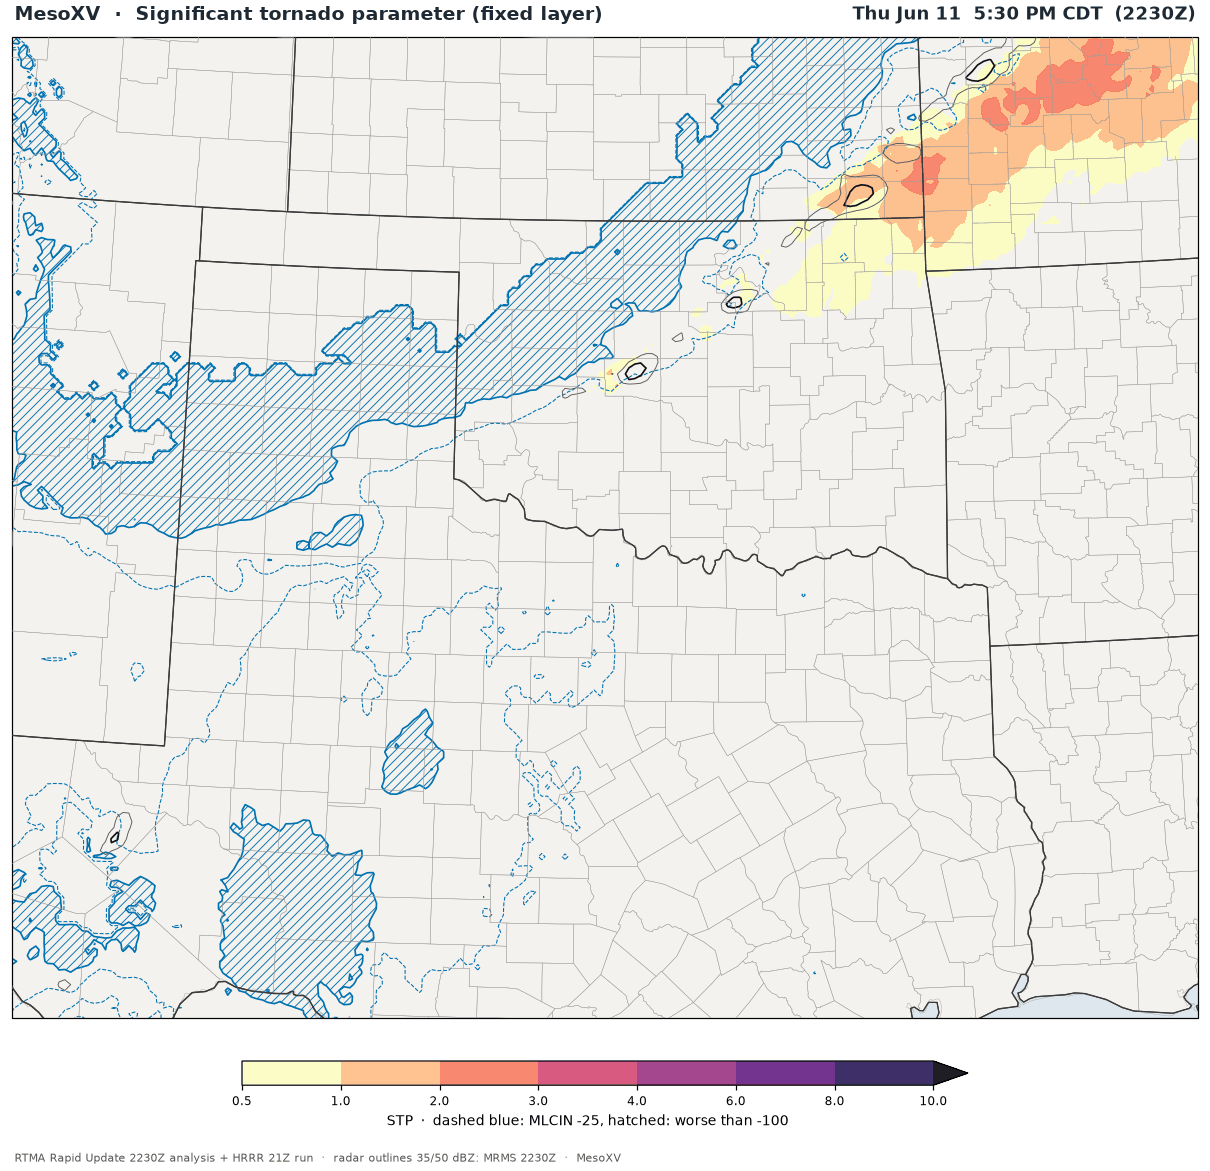 MesoXV · Significant tornado parameter (fixed layer)
Thu Jun 11 5:30 PM CDT (2230Z)
0.5 1.0 2.0 3.0 4.0 6.0 8.0 10.0
STP · dashed blue: MLCIN -25, hatched: worse than -100
RTMA Rapid Update 2230Z analysis + HRRR 21Z run · radar outlines 35/50 dBZ: MRMS 2230Z · MesoXV